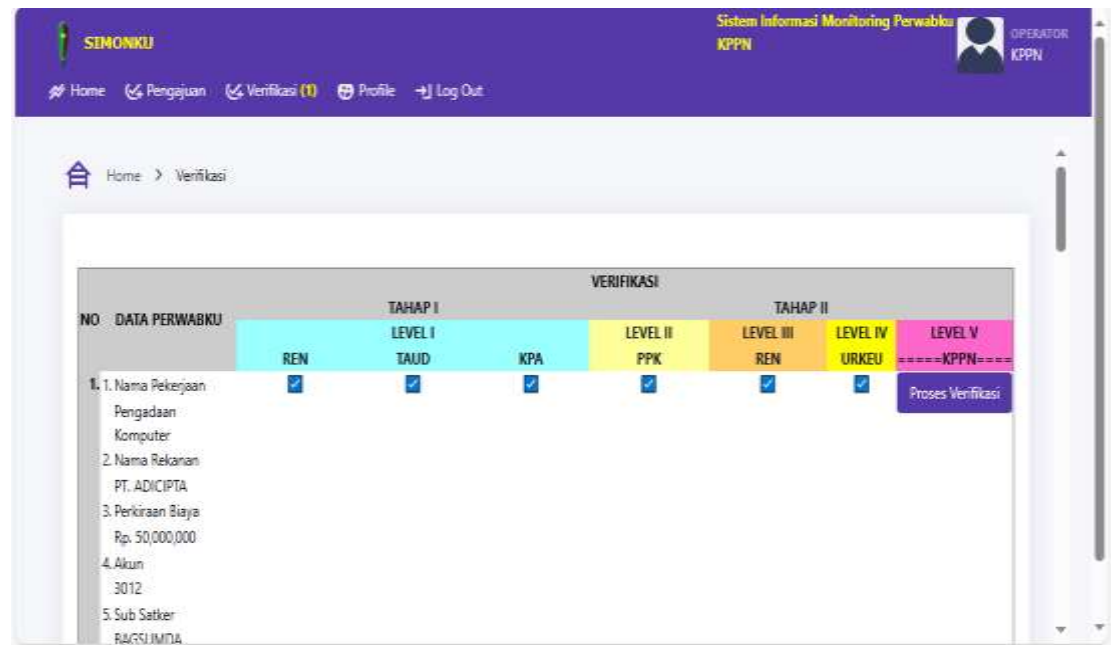 SIMONKU
Sistem Informasi Monitoring Perwabku
KPPN
OPERATOR
KPPN
Home Pengajuan Verifikasi (1) Profile Log Out
Home > Verifikasi
VERIFIKASI
NO DATA PERWABKU TAHAP I TAHAP II
LEVEL I LEVEL II LEVEL III LEVEL IV LEVEL V
REN TAUD KPA PPK REN URKEU =====KPPN====
1. 1. Nama Pekerjaan Proses Verifikasi
Pengadaan
Komputer
2. Nama Rekanan
PT. ADICIPTA
3. Perkiraan Biaya
Rp. 50,000,000
4. Akun
3012
5. Sub Satker
BAGSUMDA